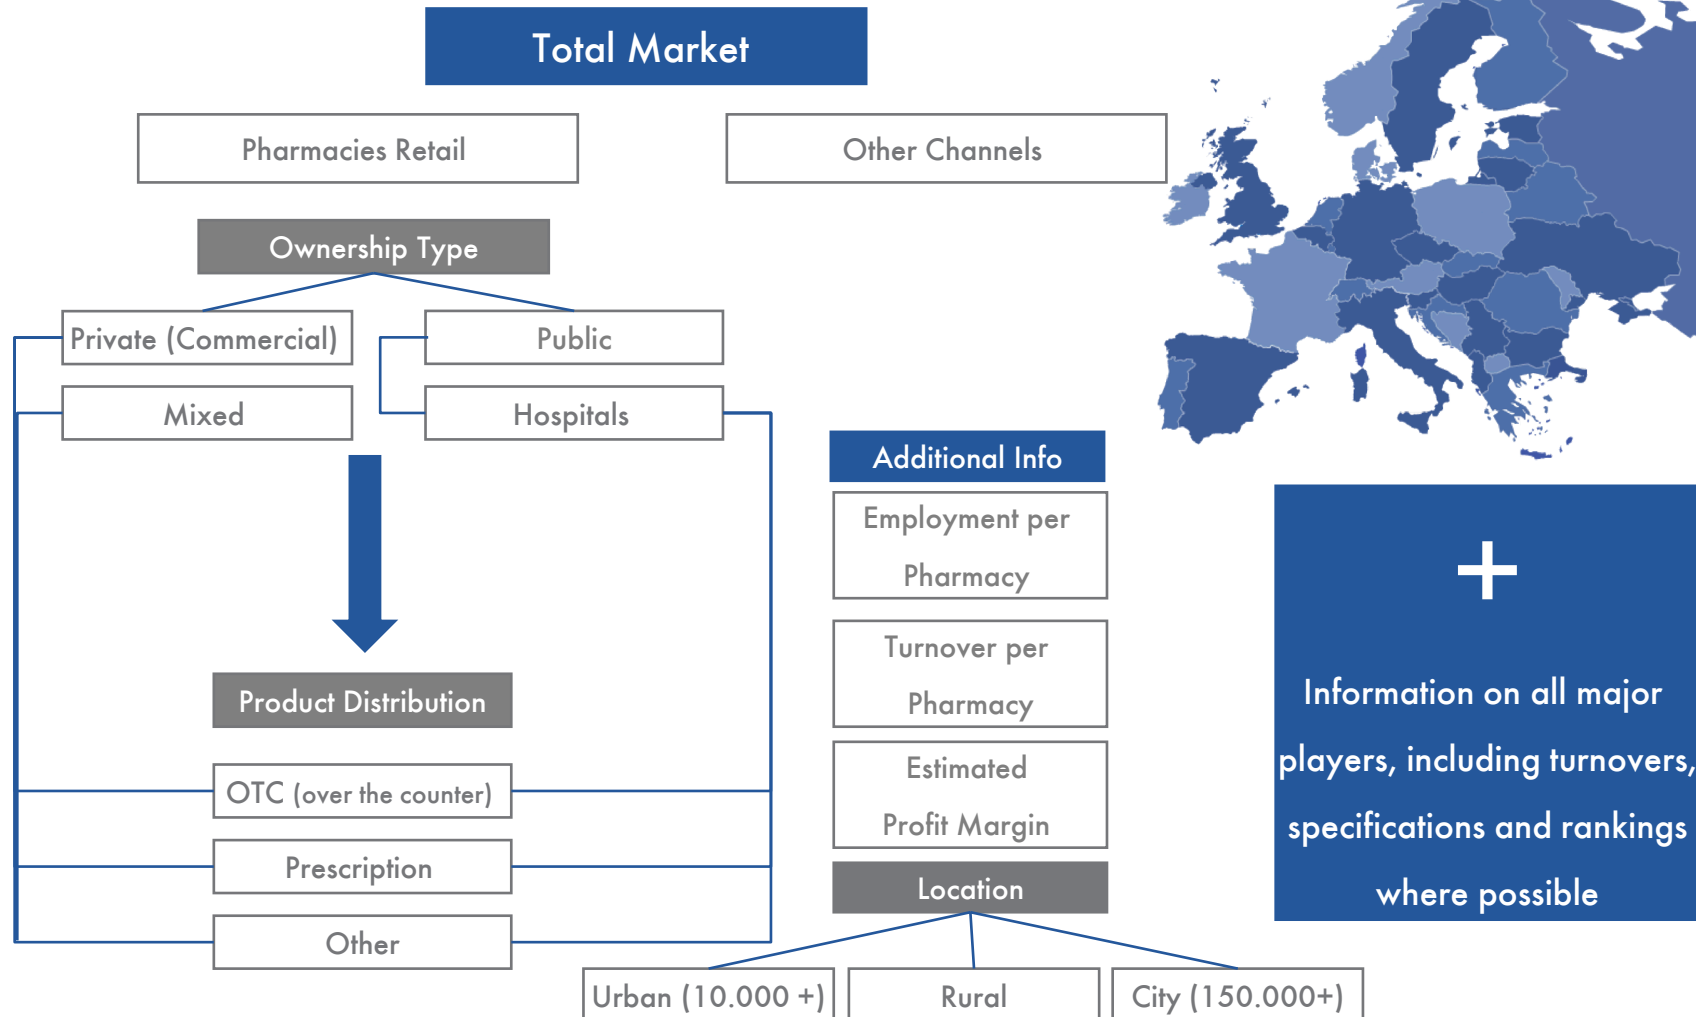 Total Market
Pharmacies Retail
Other Channels
Ownership Type
Private (Commercial)
Public
Mixed
Hospitals
Product Distribution
OTC (over the counter)
Prescription
Other
Additional Info
Employment per
Pharmacy
Turnover per
Pharmacy
Estimated
Profit Margin
Location
Urban (10.000 +)
Rural
City (150.000+)
+
Information on all major
players, including turnovers,
specifications and rankings
where possible